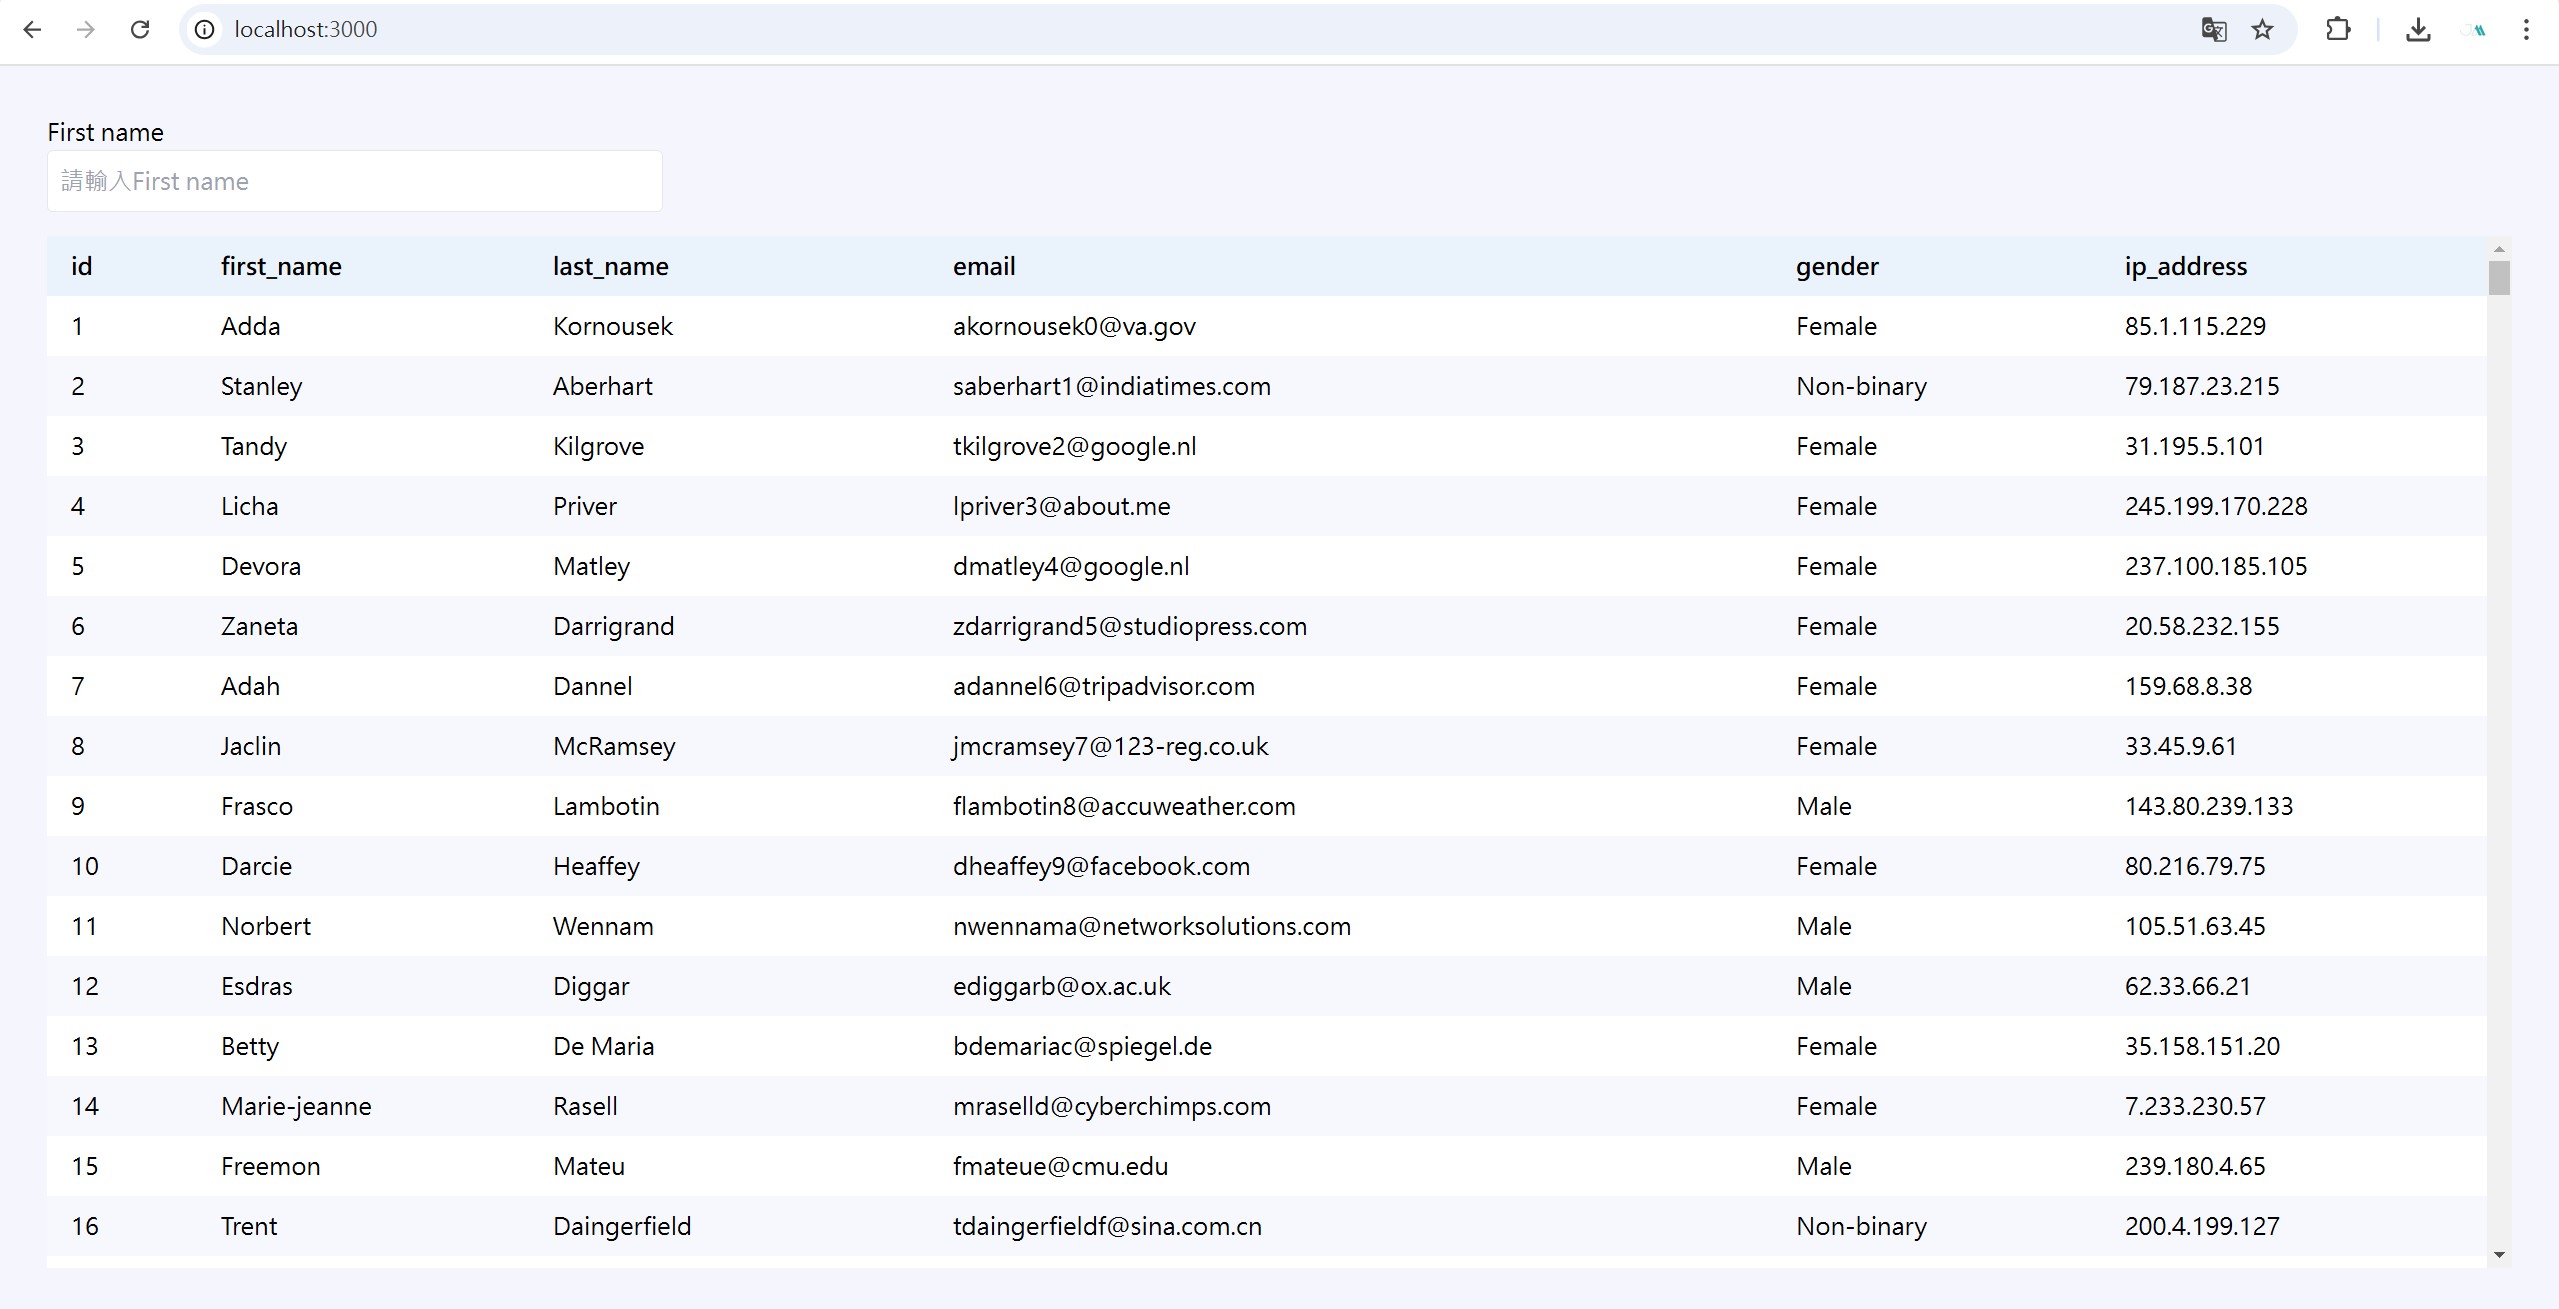 localhost:3000
First name
請輸入First name
id first_name last_name email gender ip_address
1 Adda Kornousek akornousek0@va.gov Female 85.1.115.229
2 Stanley Aberhart saberhart1@indiatimes.com Non-binary 79.187.23.215
3 Tandy Kilgrove tkilgrove2@google.nl Female 31.195.5.101
4 Licha Priver lpriver3@about.me Female 245.199.170.228
5 Devora Matley dmatley4@google.nl Female 237.100.185.105
6 Zaneta Darrigrand zdarrigrand5@studiopress.com Female 20.58.232.155
7 Adah Dannel adannel6@tripadvisor.com Female 159.68.8.38
8 Jaclin McRamsey jmcramsey7@123-reg.co.uk Female 33.45.9.61
9 Frasco Lambotin flambotin8@accuweather.com Male 143.80.239.133
10 Darcie Heaffey dheaffey9@facebook.com Female 80.216.79.75
11 Norbert Wennam nwennama@networksolutions.com Male 105.51.63.45
12 Esdras Diggar ediggarb@ox.ac.uk Male 62.33.66.21
13 Betty De Maria bdemariac@spiegel.de Female 35.158.151.20
14 Marie-jeanne Rasell mraselld@cyberchimps.com Female 7.233.230.57
15 Freemon Mateu fmateue@cmu.edu Male 239.180.4.65
16 Trent Daingerfield tdaingerfieldf@sina.com.cn Non-binary 200.4.199.127